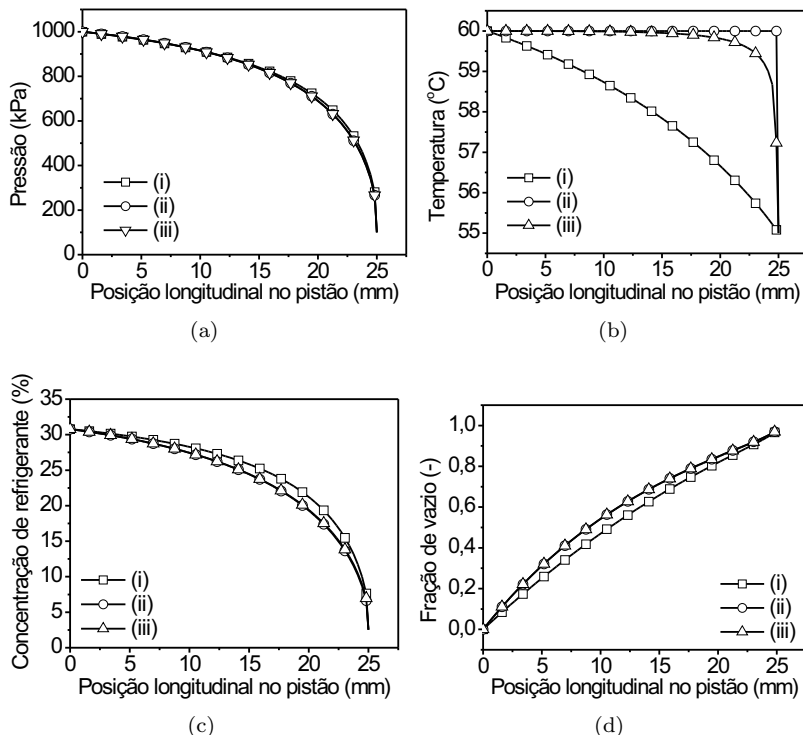 1000
800
600
400
200
0
Pressão (kPa)
(i)
(ii)
(iii)
0 5 10 15 20 25
Posição longitudinal no pistão (mm)
(a)
60
59
58
57
56
55
Temperatura (°C)
(i)
(ii)
(iii)
0 5 10 15 20 25
Posição longitudinal no pistão (mm)
(b)
35
30
25
20
15
10
5
0
Concentração de refrigerante (%)
(i)
(ii)
(iii)
0 5 10 15 20 25
Posição longitudinal no pistão (mm)
(c)
1,0
0,8
0,6
0,4
0,2
0,0
Fração de vazio (-)
(i)
(ii)
(iii)
0 5 10 15 20 25
Posição longitudinal no pistão (mm)
(d)